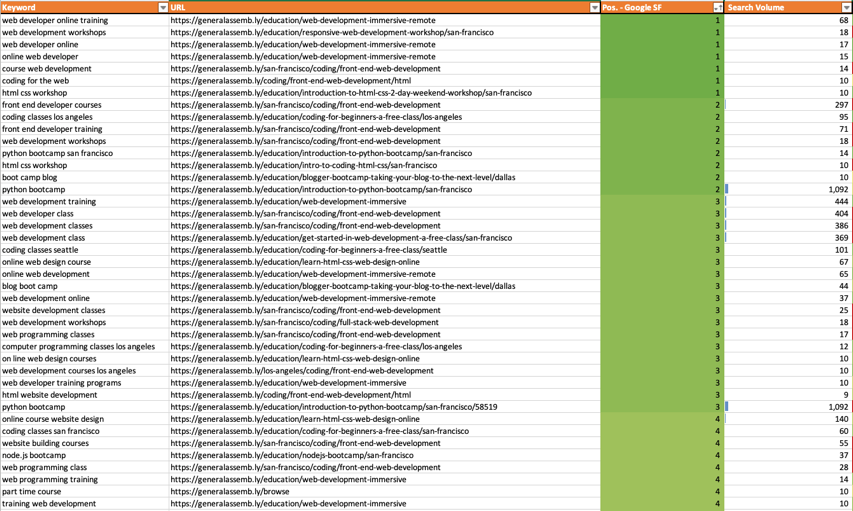 Keyword URL Pos. - Google SF Search Volume
web developer online training https://generalassemb.ly/education/web-development-immersive-remote 1 68
web development workshops https://generalassemb.ly/education/responsive-web-development-workshop/san-francisco 1 18
web developer online https://generalassemb.ly/education/web-development-immersive-remote 1 17
online web developer https://generalassemb.ly/education/web-development-immersive-remote 1 15
course web development https://generalassemb.ly/san-francisco/coding/front-end-web-development 1 14
coding for the web https://generalassemb.ly/coding/front-end-web-development/html 1 10
html css workshop https://generalassemb.ly/education/introduction-to-html-css-2-day-weekend-workshop/san-francisco 1 10
front end developer courses https://generalassemb.ly/san-francisco/coding/front-end-web-development 2 297
coding classes los angeles https://generalassemb.ly/education/coding-for-beginners-a-free-class/los-angeles 2 95
front end developer training https://generalassemb.ly/san-francisco/coding/front-end-web-development 2 71
web development workshops https://generalassemb.ly/san-francisco/coding/front-end-web-development 2 18
python bootcamp san francisco https://generalassemb.ly/education/introduction-to-python-bootcamp/san-francisco 2 14
html css workshop https://generalassemb.ly/education/intro-to-coding-html-css/san-francisco 2 10
boot camp blog https://generalassemb.ly/education/blogger-bootcamp-taking-your-blog-to-the-next-level/dallas 2 10
python bootcamp https://generalassemb.ly/education/introduction-to-python-bootcamp/san-francisco 2 1,092
web development training https://generalassemb.ly/education/web-development-immersive 3 444
web developer class https://generalassemb.ly/san-francisco/coding/front-end-web-development 3 404
web development classes https://generalassemb.ly/san-francisco/coding/front-end-web-development 3 386
web development class https://generalassemb.ly/education/get-started-in-web-development-a-free-class/san-francisco 3 369
coding classes seattle https://generalassemb.ly/education/coding-for-beginners-a-free-class/seattle 3 101
online web design course https://generalassemb.ly/education/learn-html-css-web-design-online 3 67
online web development https://generalassemb.ly/education/web-development-immersive-remote 3 65
blog boot camp https://generalassemb.ly/education/blogger-bootcamp-taking-your-blog-to-the-next-level/dallas 3 44
web development online https://generalassemb.ly/education/web-development-immersive-remote 3 37
website development classes https://generalassemb.ly/san-francisco/coding/front-end-web-development 3 25
web development workshops https://generalassemb.ly/san-francisco/coding/full-stack-web-development 3 18
web programming classes https://generalassemb.ly/san-francisco/coding/front-end-web-development 3 17
computer programming classes los angeles https://generalassemb.ly/education/coding-for-beginners-a-free-class/los-angeles 3 12
on line web design courses https://generalassemb.ly/education/learn-html-css-web-design-online 3 10
web development courses los angeles https://generalassemb.ly/los-angeles/coding/front-end-web-development 3 10
web developer training programs https://generalassemb.ly/education/web-development-immersive 3 10
html website development https://generalassemb.ly/coding/front-end-web-development/html 3 9
python bootcamp https://generalassemb.ly/education/introduction-to-python-bootcamp/san-francisco/58519 3 1,092
online course website design https://generalassemb.ly/education/learn-html-css-web-design-online 4 140
coding classes san francisco https://generalassemb.ly/education/coding-for-beginners-a-free-class/san-francisco 4 60
website building courses https://generalassemb.ly/san-francisco/coding/front-end-web-development 4 55
node.js bootcamp https://generalassemb.ly/education/nodejs-bootcamp/san-francisco 4 37
web programming class https://generalassemb.ly/san-francisco/coding/front-end-web-development 4 28
web programming training https://generalassemb.ly/education/web-development-immersive 4 14
part time course https://generalassemb.ly/browse 4 10
training web development https://generalassemb.ly/education/web-development-immersive 4 10